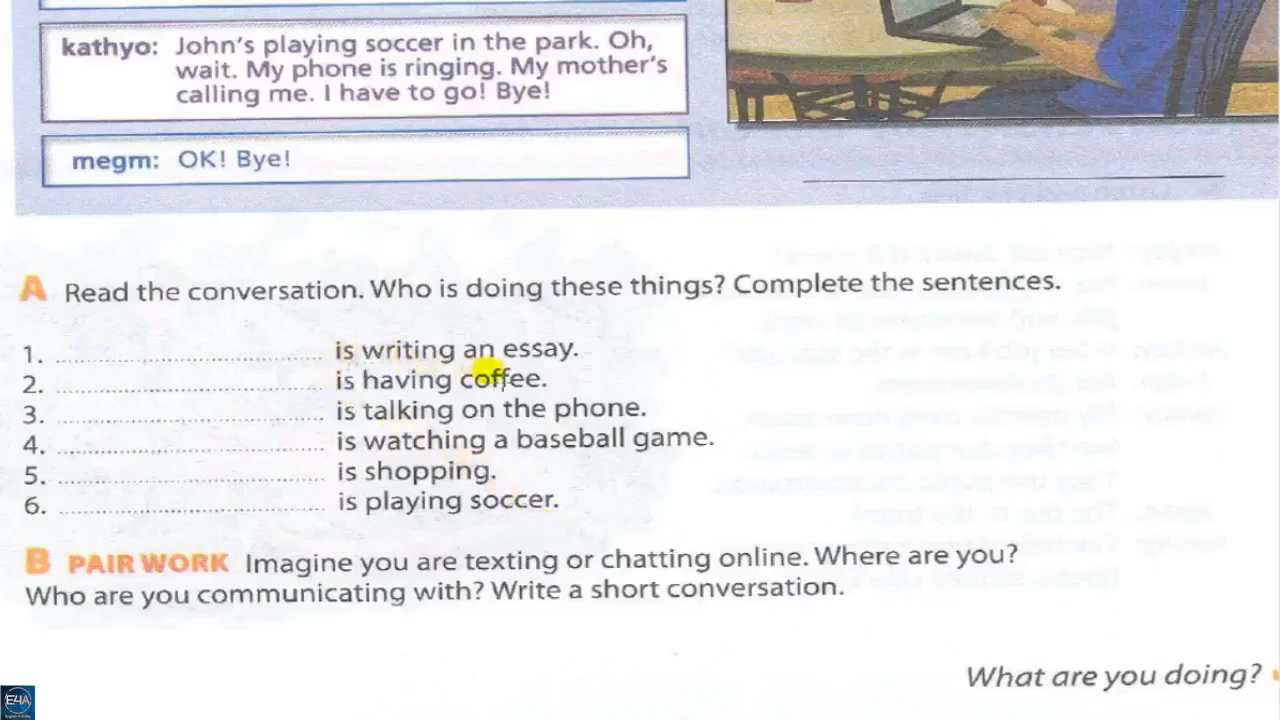 kathyo: John's playing soccer in the park. Oh,
wait. My phone is ringing. My mother's
calling me. I have to go! Bye!
megm: OK! Bye!
A Read the conversation. Who is doing these things? Complete the sentences.
1. is writing an essay.
2. is having coffee.
3. is talking on the phone.
4. is watching a baseball game.
5. is shopping.
6. is playing soccer.
B PAIR WORK Imagine you are texting or chatting online. Where are you?
Who are you communicating with? Write a short conversation.
What are you doing?
E4A